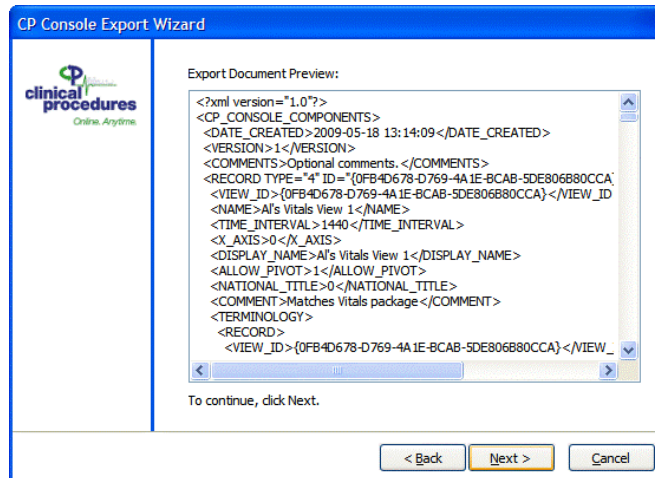 CP Console Export Wizard
CP
clinical
procedures
Online. Anytime.
Export Document Preview:
<?xml version="1.0"?>
<CP_CONSOLE_COMPONENTS>
<DATE_CREATED>2009-05-18 13:14:09</DATE_CREATED>
<VERSION>1</VERSION>
<COMMENTS>Optional comments.</COMMENTS>
<RECORD TYPE="4" ID="{0FB4D678-D769-4A1E-BCAB-5DE806B80CCA}
<VIEW_ID>{0FB4D678-D769-4A1E-BCAB-5DE806B80CCA}</VIEW_ID
<NAME>Al's Vitals View 1</NAME>
<TIME_INTERVAL>1440</TIME_INTERVAL>
<X_AXIS>0</X_AXIS>
<DISPLAY_NAME>Al's Vitals View 1</DISPLAY_NAME>
<ALLOW_PIVOT>1</ALLOW_PIVOT>
<NATIONAL_TITLE>0</NATIONAL_TITLE>
<COMMENT>Matches Vitals package</COMMENT>
<TERMINOLOGY>
<RECORD>
<VIEW_ID>{0FB4D678-D769-4A1E-BCAB-5DE806B80CCA}</VIEW_
To continue, click Next.
< Back
Next >
Cancel